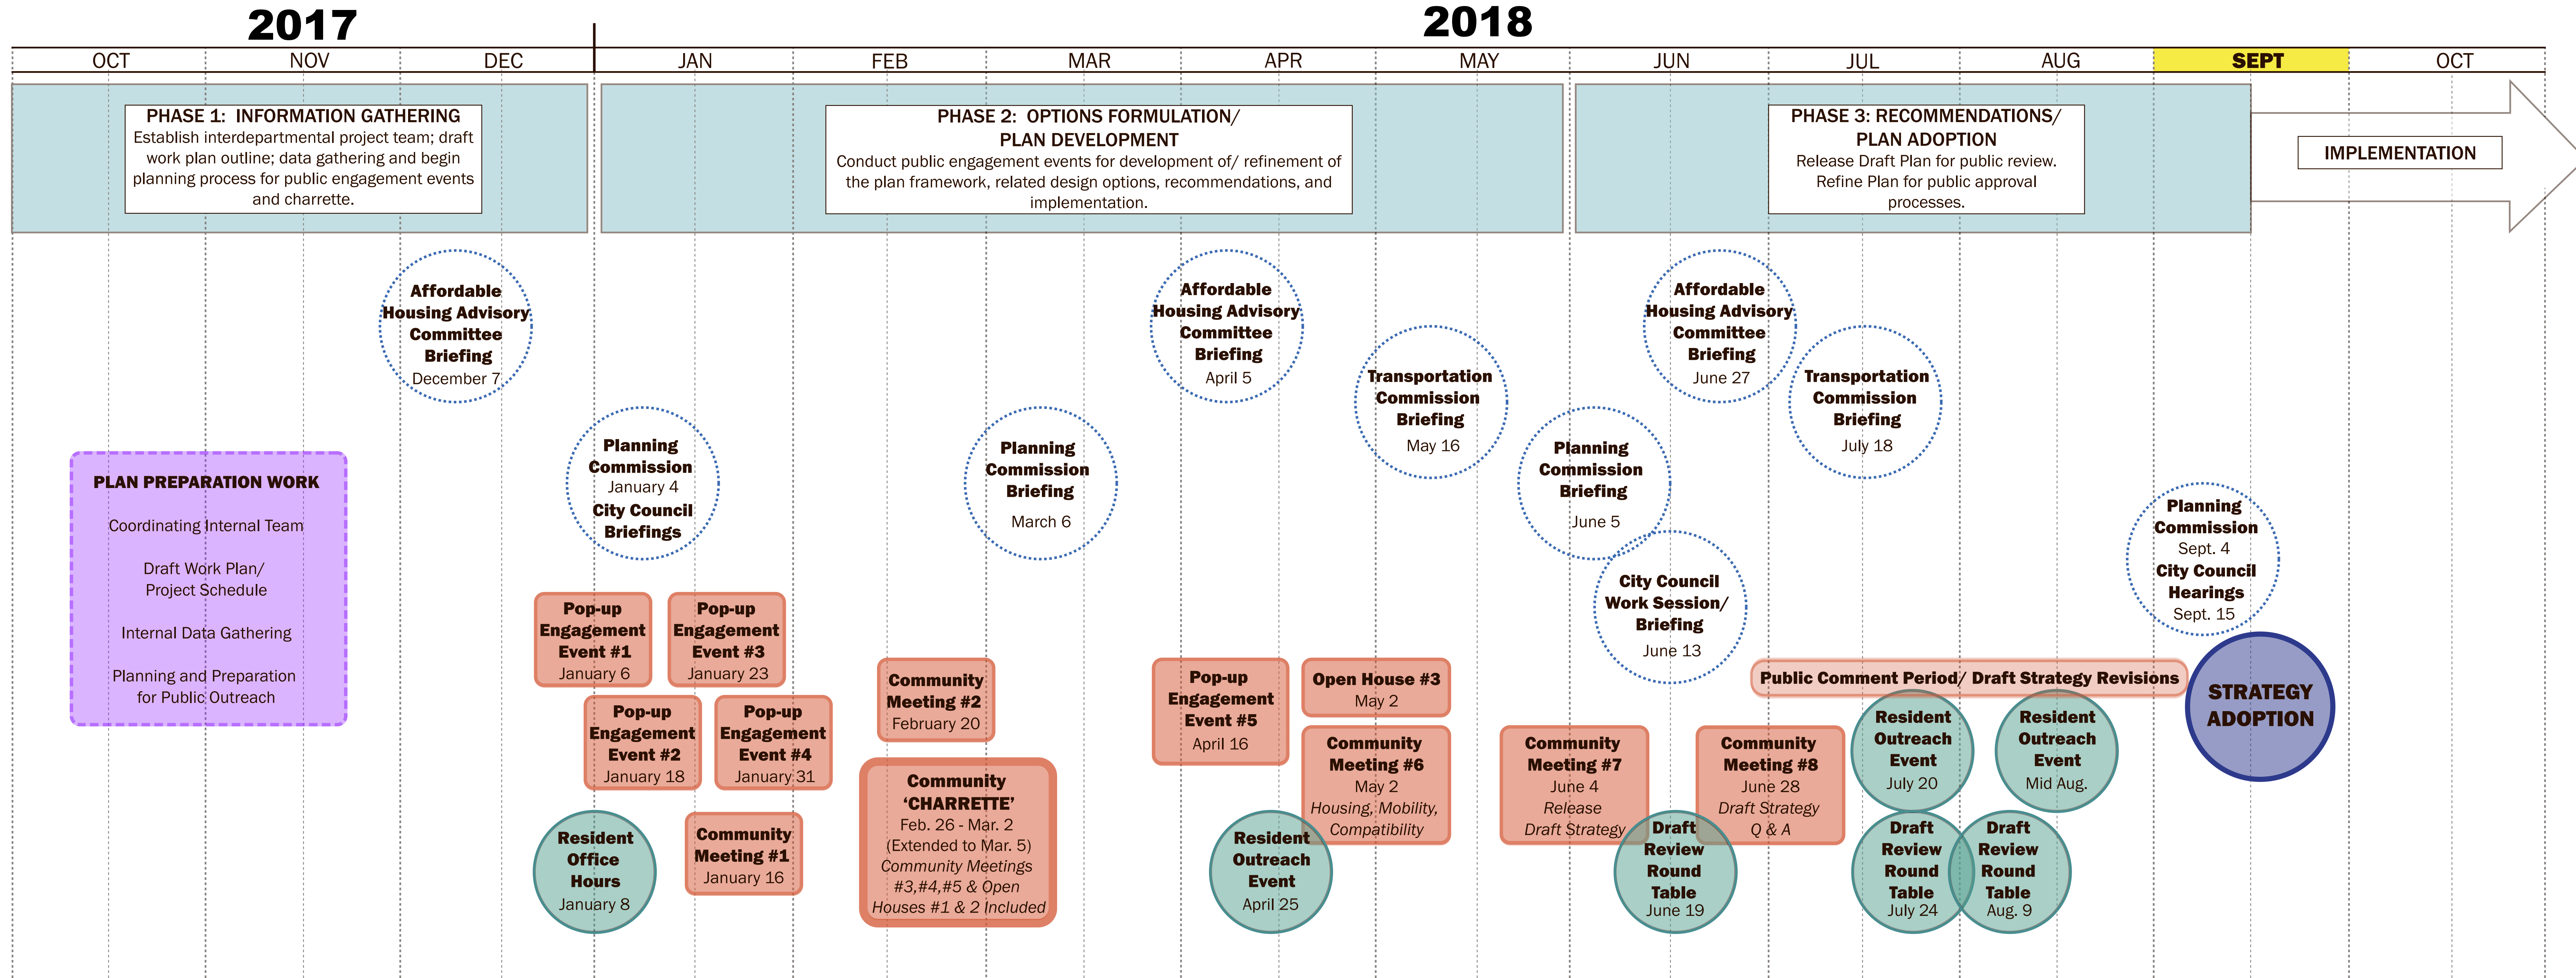 2017
2018
OCT
NOV
DEC
JAN
FEB
MAR
APR
MAY
JUN
JUL
AUG
SEPT
OCT
PHASE 1:  INFORMATION GATHERING
Establish interdepartmental project team; draft
work plan outline; data gathering and begin
planning process for public engagement events
and charrette.
PHASE 2:  OPTIONS FORMULATION/
PLAN DEVELOPMENT
Conduct public engagement events for development of/ refinement of
the plan framework, related design options, recommendations, and
implementation.
PHASE 3: RECOMMENDATIONS/
PLAN ADOPTION
Release Draft Plan for public review.
Refine Plan for public approval
processes.
IMPLEMENTATION
Affordable
Housing Advisory
Committee
Briefing
December 7
Affordable
Housing Advisory
Committee
Briefing
April 5
Affordable
Housing Advisory
Committee
Briefing
June 27
Transportation
Commission
Briefing
May 16
Transportation
Commission
Briefing
July 18
Planning
Commission
January 4
City Council
Briefings
Planning
Commission
Briefing
March 6
Planning
Commission
Briefing
June 5
City Council
Work Session/
Briefing
June 13
Planning
Commission
Sept. 4
City Council
Hearings
Sept. 15
PLAN PREPARATION WORK
Coordinating Internal Team
Draft Work Plan/
Project Schedule
Internal Data Gathering
Planning and Preparation
for Public Outreach
Pop-up
Engagement
Event #1
January 6
Pop-up
Engagement
Event #3
January 23
Pop-up
Engagement
Event #2
January 18
Pop-up
Engagement
Event #4
January 31
Resident
Office
Hours
January 8
Community
Meeting #1
January 16
Community
Meeting #2
February 20
Community
‘CHARRETTE’
Feb. 26 - Mar. 2
(Extended to Mar. 5)
Community Meetings
#3,#4,#5 & Open
Houses #1 & 2 Included
Pop-up
Engagement
Event #5
April 16
Open House #3
May 2
Community
Meeting #6
May 2
Housing, Mobility,
Compatibility
Resident
Outreach
Event
April 25
Community
Meeting #7
June 4
Release
Draft Strategy
Community
Meeting #8
June 28
Draft Strategy
Q & A
Draft
Review
Round
Table
June 19
Public Comment Period/ Draft Strategy Revisions
Resident
Outreach
Event
July 20
Resident
Outreach
Event
Mid Aug.
Draft
Review
Round
Table
July 24
Draft
Review
Round
Table
Aug. 9
STRATEGY
ADOPTION